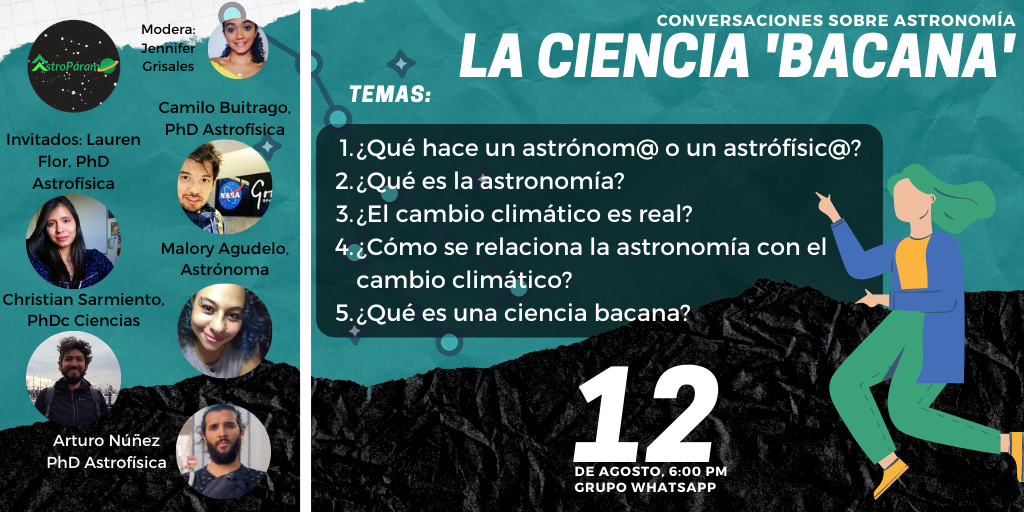 AstroPáramo
Modera:
Jennifer
Grisales
Camilo Buitrago,
PhD Astrofísica
Invitados: Lauren
Flor, PhD
Astrofísica
NASA
Malory Agudelo,
Astrónoma
Christian Sarmiento,
PhDc Ciencias
Arturo Núñez
PhD Astrofísica
CONVERSACIONES SOBRE ASTRONOMÍA
LA CIENCIA 'BACANA'
TEMAS:
1. ¿Qué hace un astrónom@ o un astrófísic@?
2. ¿Qué es la astronomía?
3. ¿El cambio climático es real?
4. ¿Cómo se relaciona la astronomía con el
cambio climático?
5. ¿Qué es una ciencia bacana?
12
DE AGOSTO, 6:00 PM
GRUPO WHATSAPP